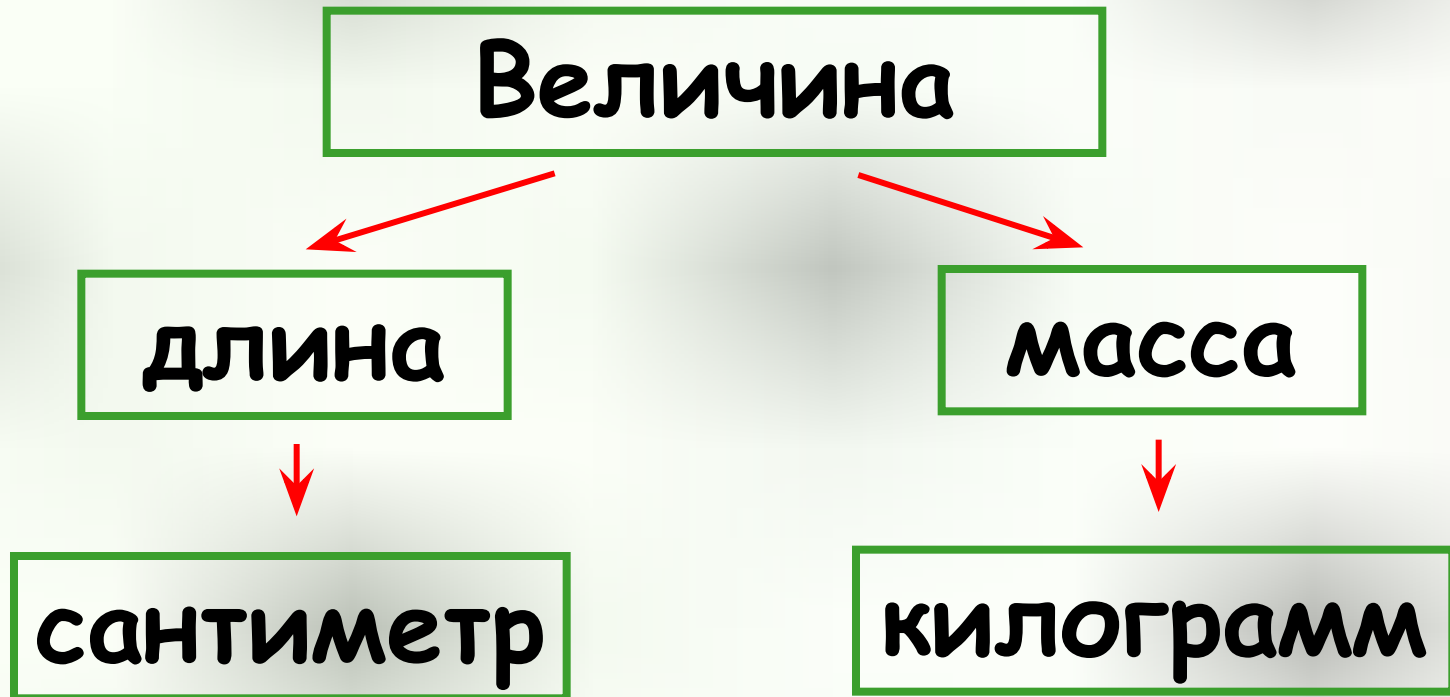 Величина
длина
масса
сантиметр
килограмм